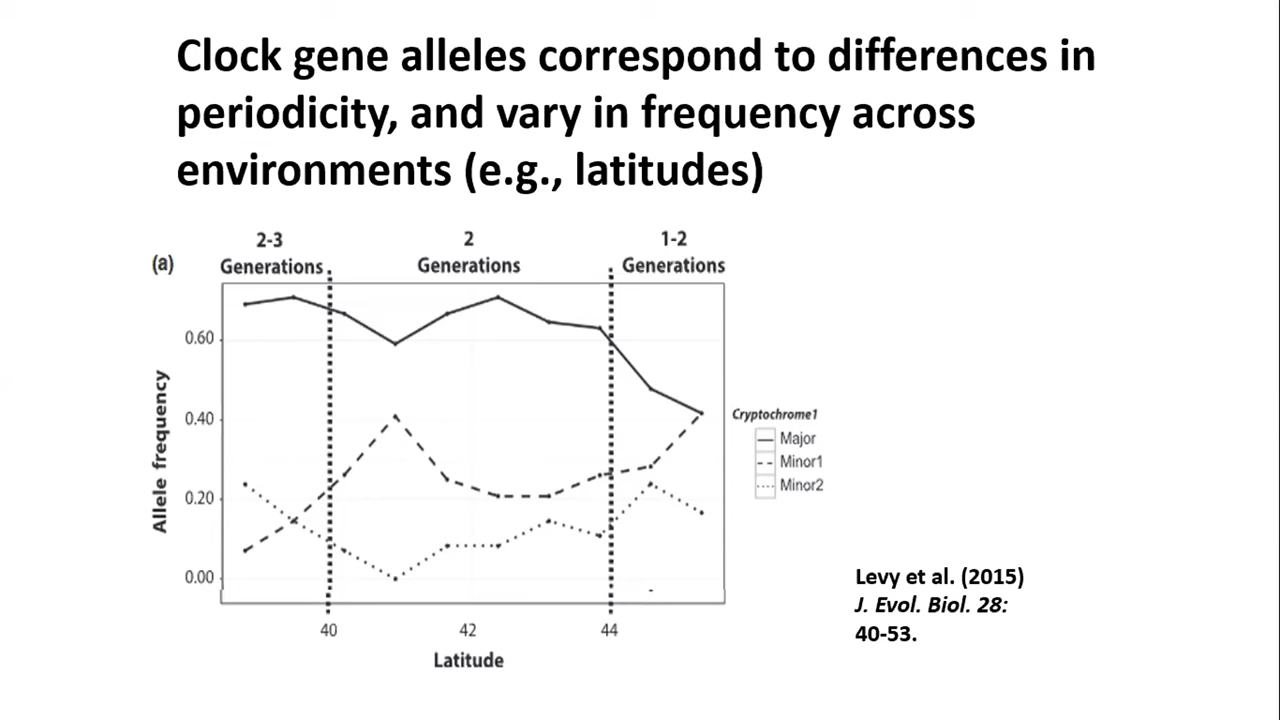 Clock gene alleles correspond to differences in
periodicity, and vary in frequency across
environments (e.g., latitudes)
(a)
2-3
Generations
2
Generations
1-2
Generations
Allele frequency
0.60
0.40
0.20
0.00
40
42
44
Latitude
Cryptochrome1
Major
Minor1
Minor2
Levy et al. (2015)
J. Evol. Biol. 28:
40-53.